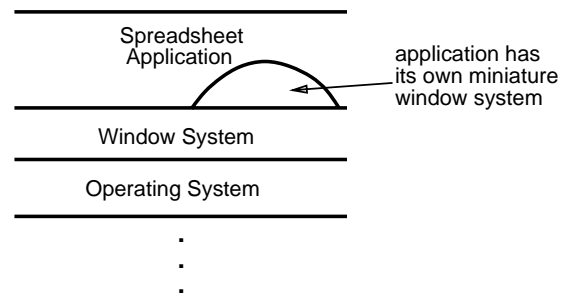 Spreadsheet
Application
application has
its own miniature
window system
Window System
Operating System
.
.
.